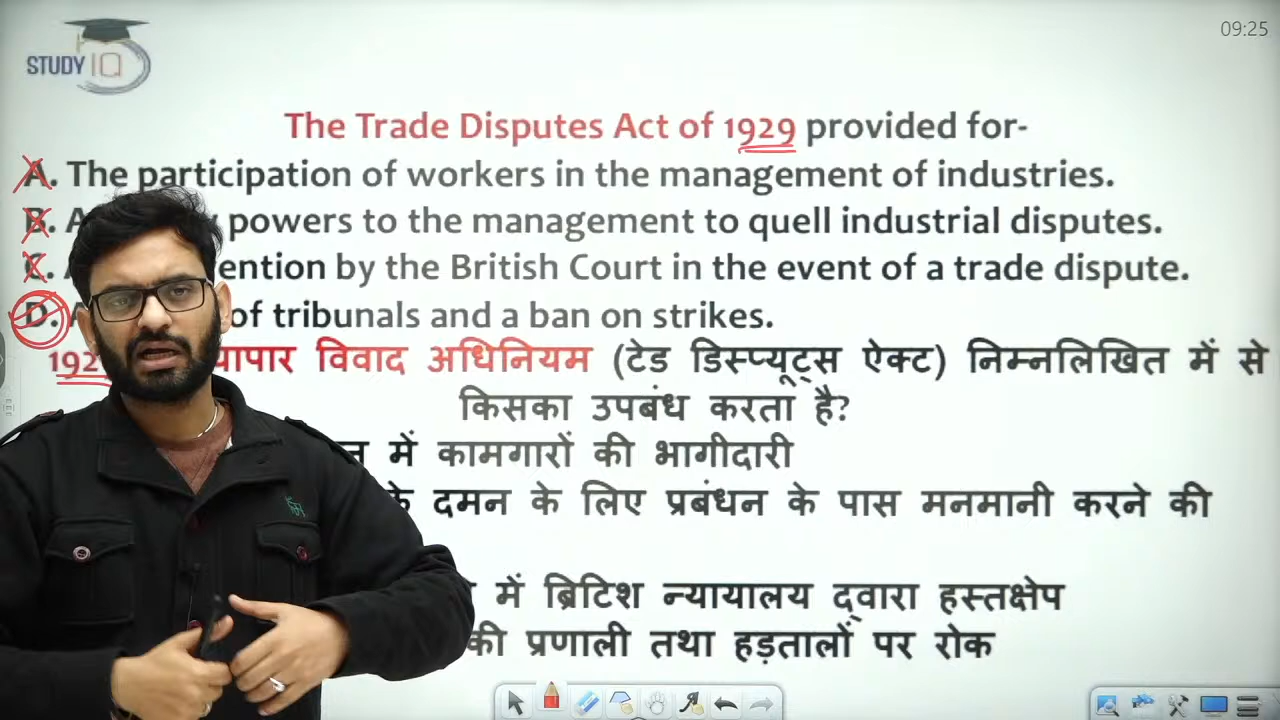 STUDY IQ
09:25
The Trade Disputes Act of 1929 provided for-
A. The participation of workers in the management of industries.
B. powers to the management to quell industrial disputes.
C. by the British Court in the event of a trade dispute.
D. of tribunals and a ban on strikes.
विवाद अधिनियम (टेड डिस्प्यूट्स ऐक्ट) निम्नलिखित में से
किसका उपबंध करता है?
में कामगारों की भागीदारी
के दमन के लिए प्रबंधन के पास मनमानी करने की
में ब्रिटिश न्यायालय द्वारा हस्तक्षेप
की प्रणाली तथा हड़तालों पर रोक